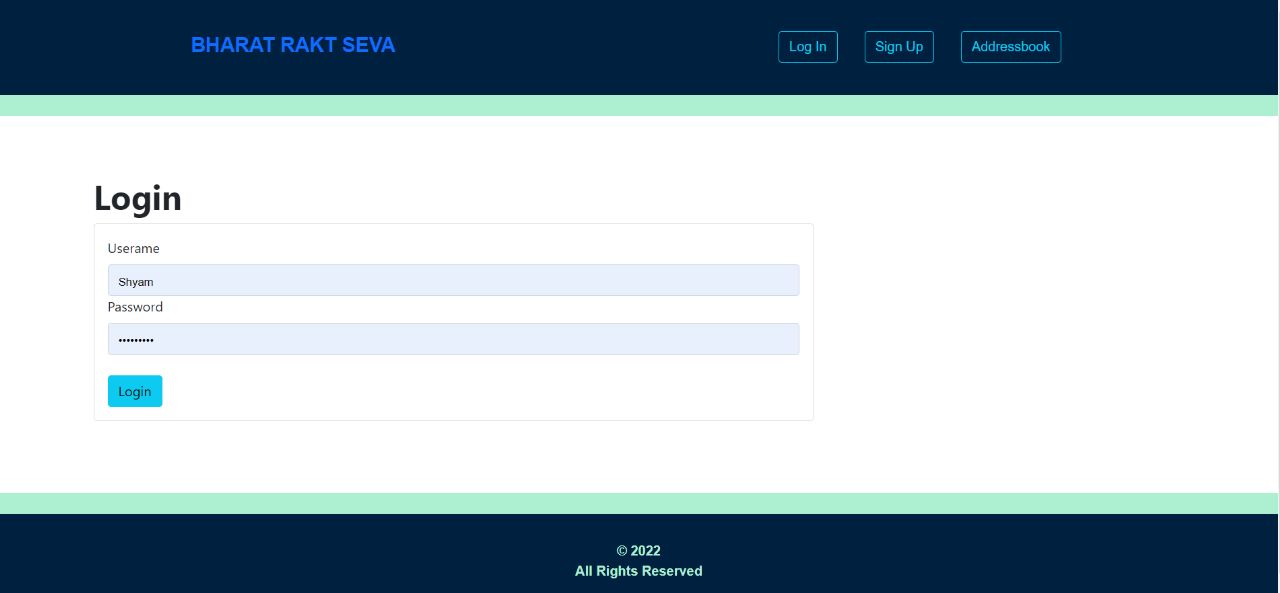 BHARAT RAKT SEVA
Log In
Sign Up
Addressbook
Login
Userame
Shyam
Password
•••••••••
Login
© 2022
All Rights Reserved